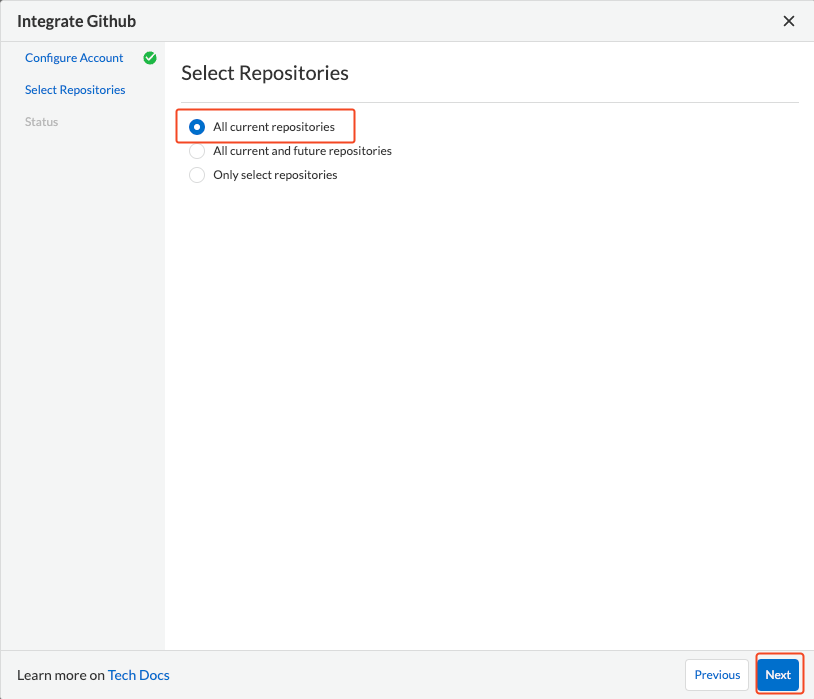 Integrate Github
Configure Account
Select Repositories
Status
Select Repositories
All current repositories
All current and future repositories
Only select repositories
Learn more on Tech Docs
Previous
Next